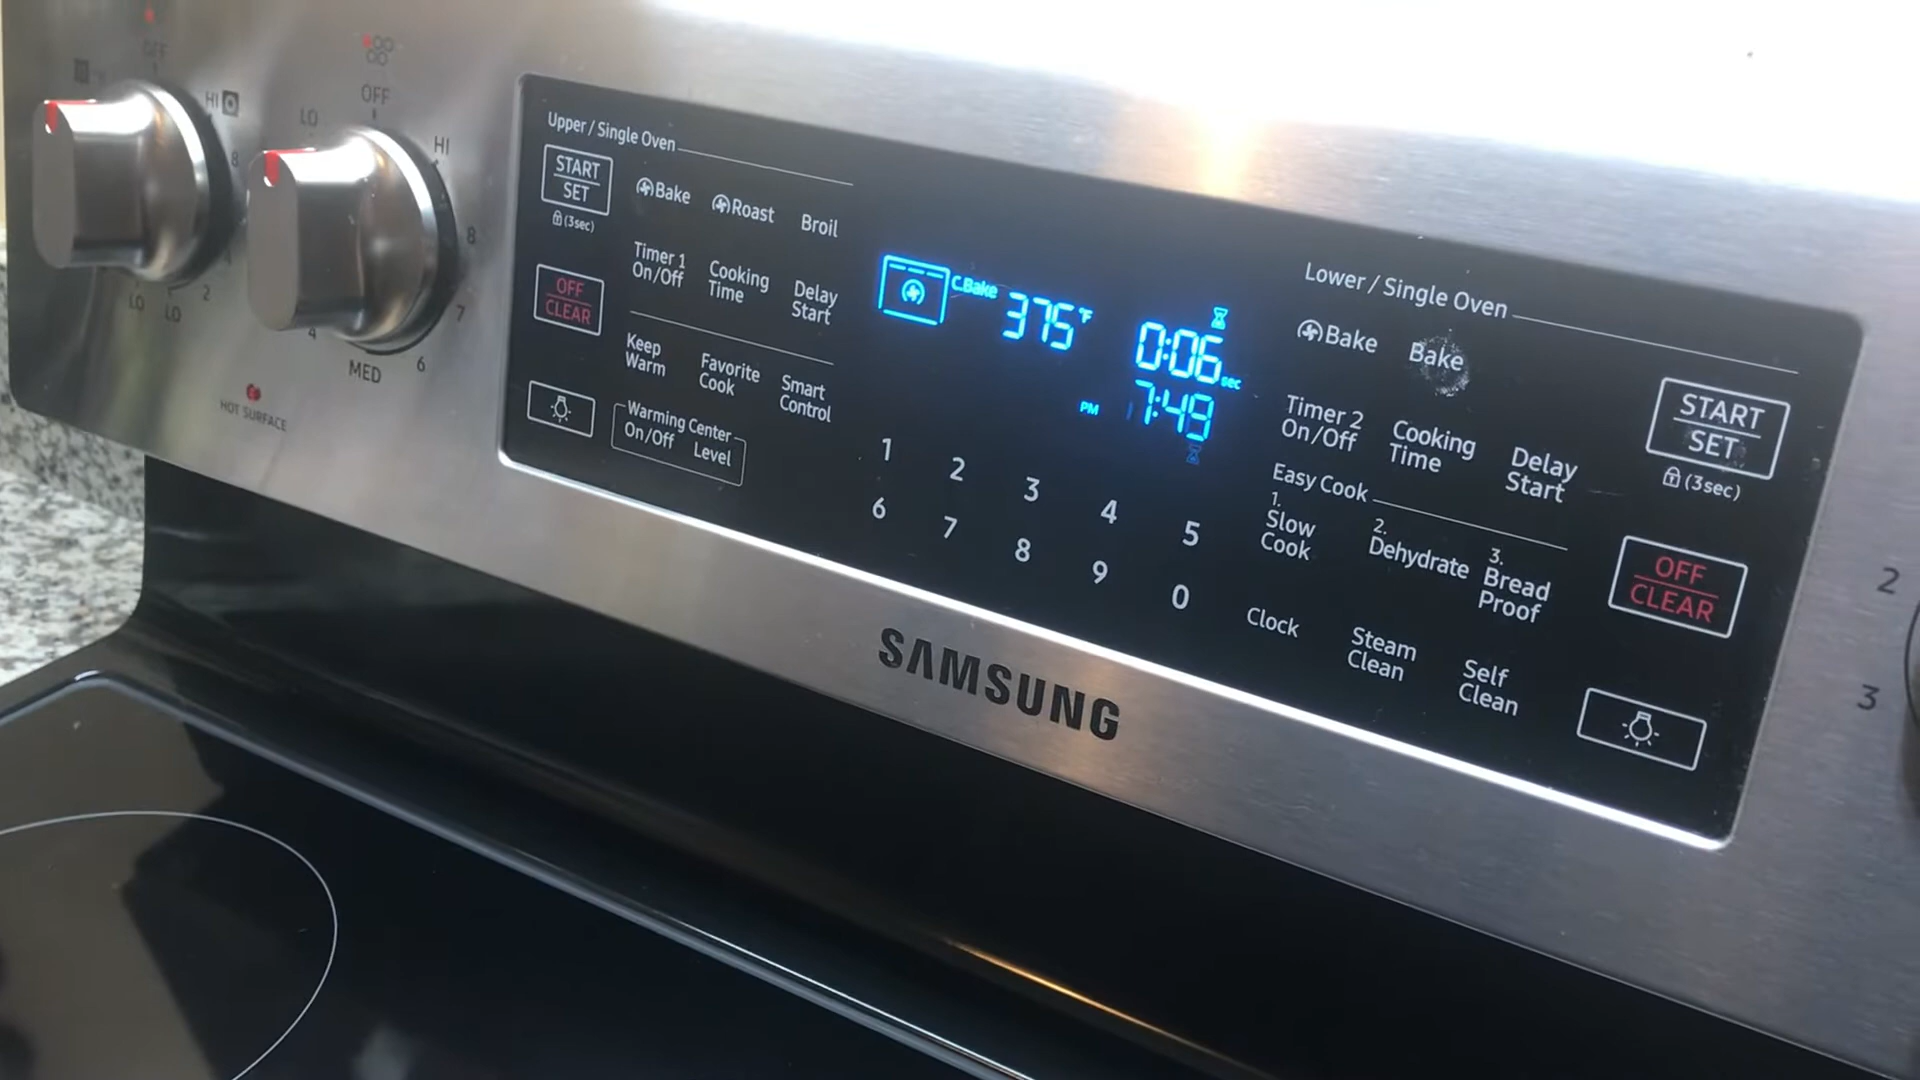 OFF
HI
8
2
LO
LO
OFF
LO
HI
8
7
6
MED
4
HOT SURFACE
Upper / Single Oven
START
SET
(3sec)
Bake
Roast
Broil
OFF
CLEAR
Timer 1
On/Off
Cooking
Time
Delay
Start
Keep
Warm
Favorite
Cook
Smart
Control
Warming Center
On/Off Level
C.Bake
375°F
0:06 sec
PM 7:49
1 2 3 4 5
6 7 8 9 0
Lower / Single Oven
Bake
Bake
START
SET
(3sec)
Timer 2
On/Off
Cooking
Time
Delay
Start
Easy Cook
1.
Slow
Cook
2.
Dehydrate
3.
Bread
Proof
OFF
CLEAR
Clock
Steam
Clean
Self
Clean
SAMSUNG
2
3